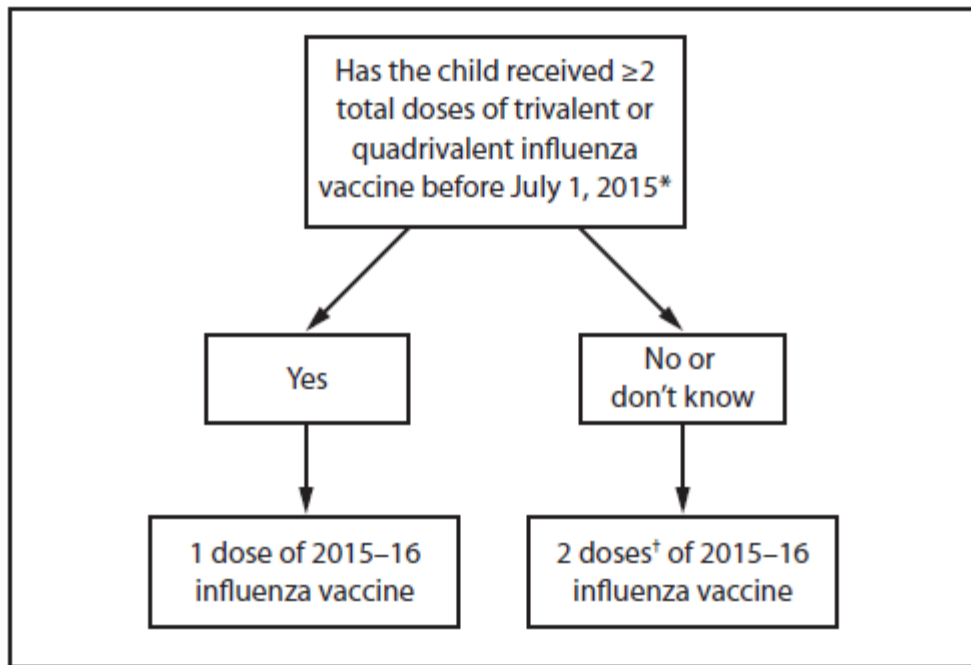 Has the child received ≥2
total doses of trivalent or
quadrivalent influenza
vaccine before July 1, 2015*
Yes
No or
don't know
1 dose of 2015–16
influenza vaccine
2 doses† of 2015–16
influenza vaccine